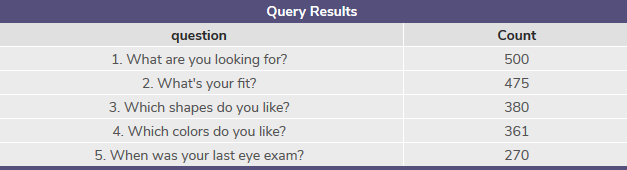 Query Results
question Count
1. What are you looking for? 500
2. What's your fit? 475
3. Which shapes do you like? 380
4. Which colors do you like? 361
5. When was your last eye exam? 270